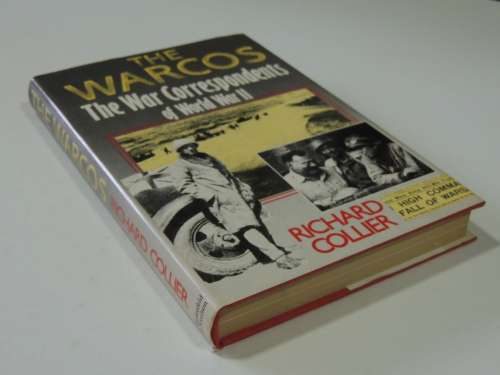 THE
WARCOS
The War Correspondents
of World War II
RICHARD
COLLIER
HIGH COMMA
FALL OF WARS
THE WARCOS
RICHARD COLLIER